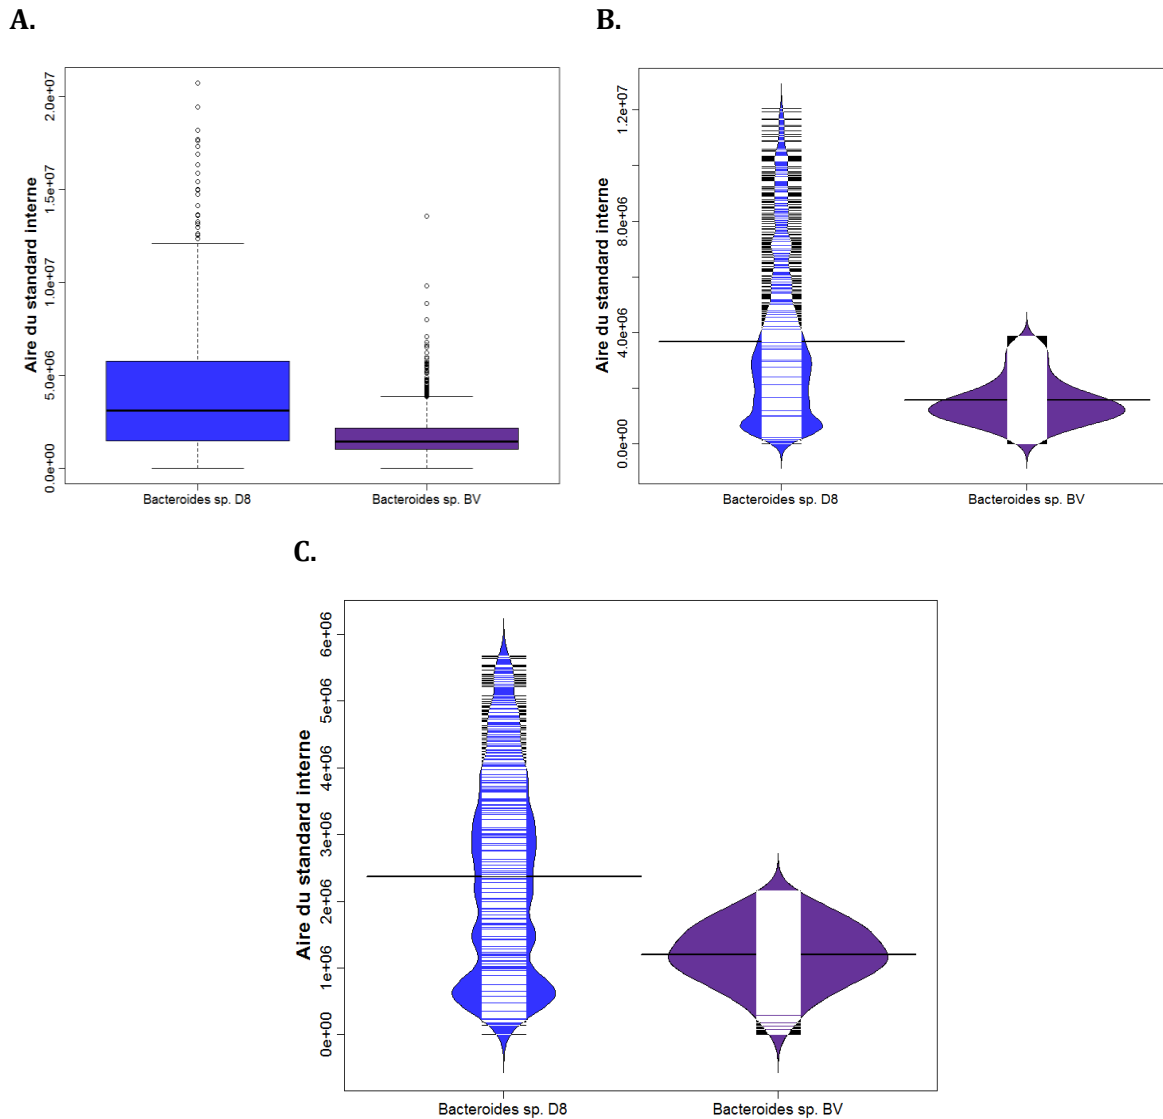 A.
Aire du standard interne
2.0e+07
1.5e+07
1.0e+07
5.0e+06
0.0e+00
Bacteroides sp. D8
Bacteroides sp. BV
B.
Aire du standard interne
1.2e+07
8.0e+06
4.0e+06
0.0e+00
Bacteroides sp. D8
Bacteroides sp. BV
C.
Aire du standard interne
6e+06
5e+06
4e+06
3e+06
2e+06
1e+06
0e+00
Bacteroides sp. D8
Bacteroides sp. BV